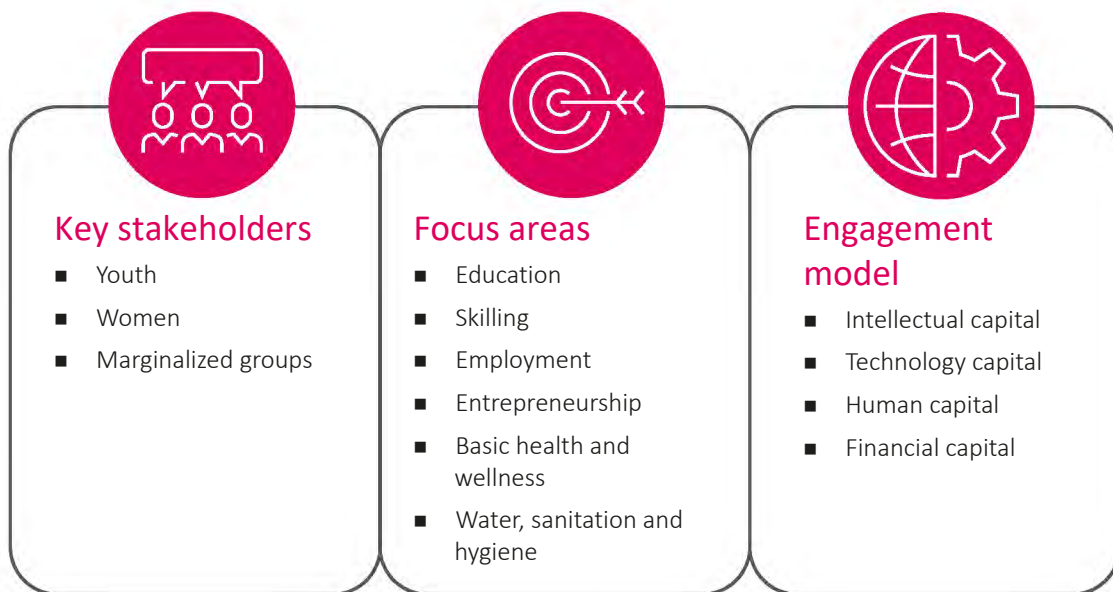 Key stakeholders
■ Youth
■ Women
■ Marginalized groups
Focus areas
■ Education
■ Skilling
■ Employment
■ Entrepreneurship
■ Basic health and
wellness
■ Water, sanitation and
hygiene
Engagement
model
■ Intellectual capital
■ Technology capital
■ Human capital
■ Financial capital